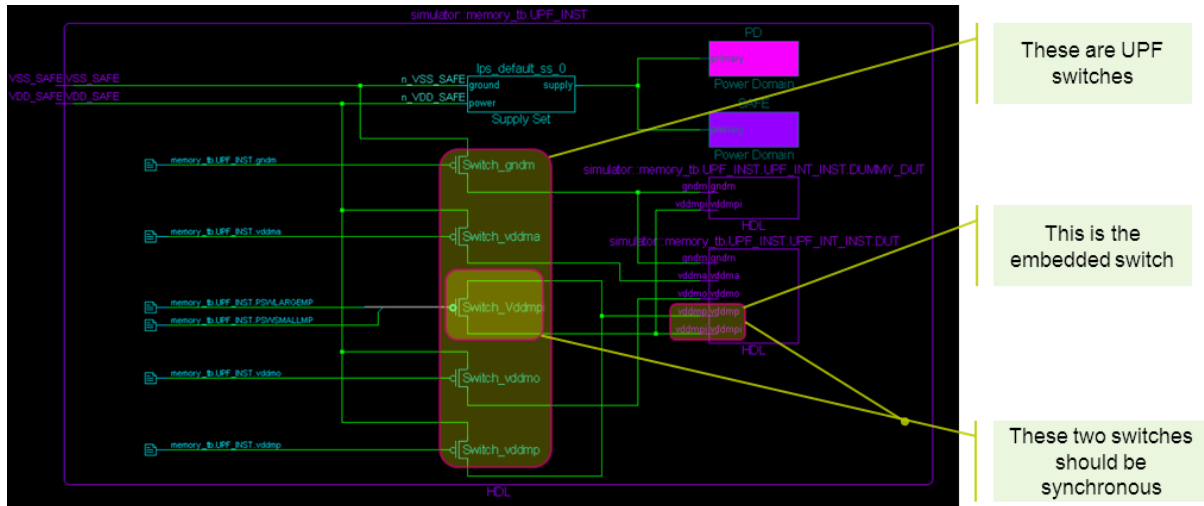 simulator::memory_tb.UPF_INST
VSS_SAFE VSS_SAFE
VDD_SAFE VDD_SAFE
lps_default_ss_0
n_VSS_SAFE ground supply
n_VDD_SAFE power
Supply Set
PD
primary
Power Domain
SAFE
primary
Power Domain
memory_tb.UPF_INST.gndm
Switch_gndm
simulator::memory_tb.UPF_INST.UPF_INT_INST.DUMMY_DUT
gndm gndm
vddmpi vddmpi
HDL
memory_tb.UPF_INST.vddma
Switch_vddma
simulator::memory_tb.UPF_INST.UPF_INT_INST.DUT
gndm gndm
vddma vddma
vddmo vddmo
vddmp vddmp
vddmpi vddmpi
HDL
memory_tb.UPF_INST.PSWLARGEMP
memory_tb.UPF_INST.PSWSMALLMP
Switch_Vddmp
memory_tb.UPF_INST.vddmo
Switch_vddmo
memory_tb.UPF_INST.vddmp
Switch_vddmp
HDL
These are UPF
switches
This is the
embedded switch
These two switches
should be
synchronous